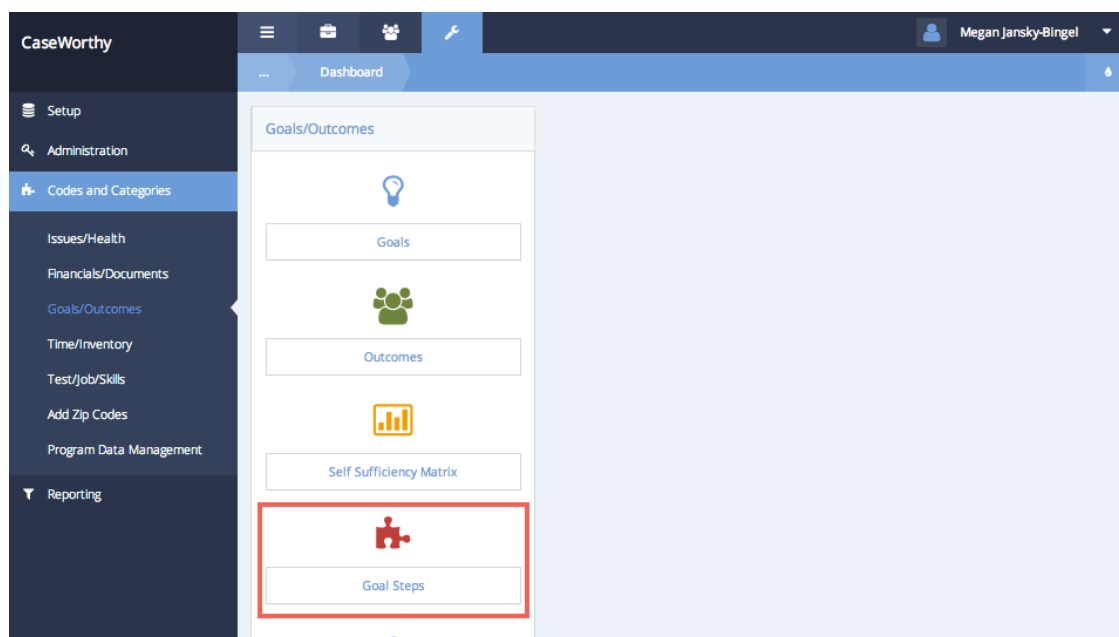 CaseWorthy
Megan Jansky-Bingel
...
Dashboard
Setup
Administration
Codes and Categories
Issues/Health
Financials/Documents
Goals/Outcomes
Time/Inventory
Test/Job/Skills
Add Zip Codes
Program Data Management
Reporting
Goals/Outcomes
Goals
Outcomes
Self Sufficiency Matrix
Goal Steps